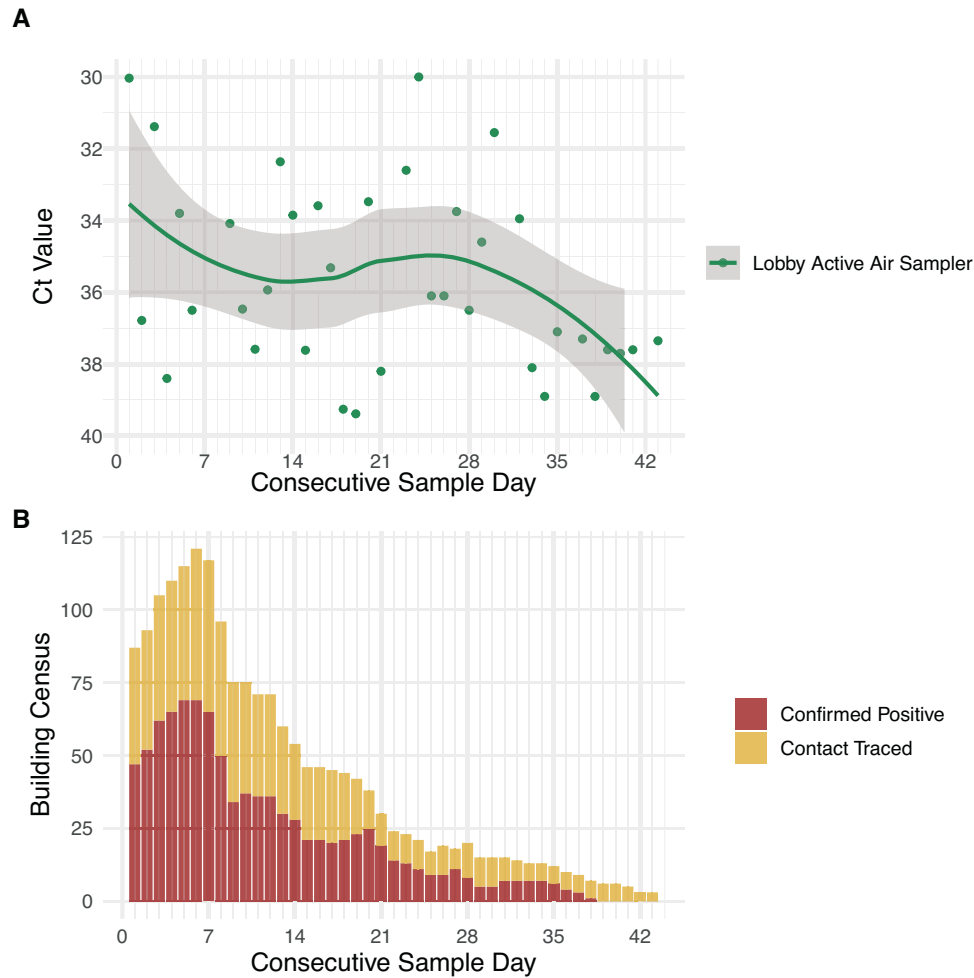 A
30
32
34
36
38
40
Ct Value
0 7 14 21 28 35 42
Consecutive Sample Day
Lobby Active Air Sampler
B
125
100
75
50
25
0
Building Census
0 7 14 21 28 35 42
Consecutive Sample Day
Confirmed Positive
Contact Traced